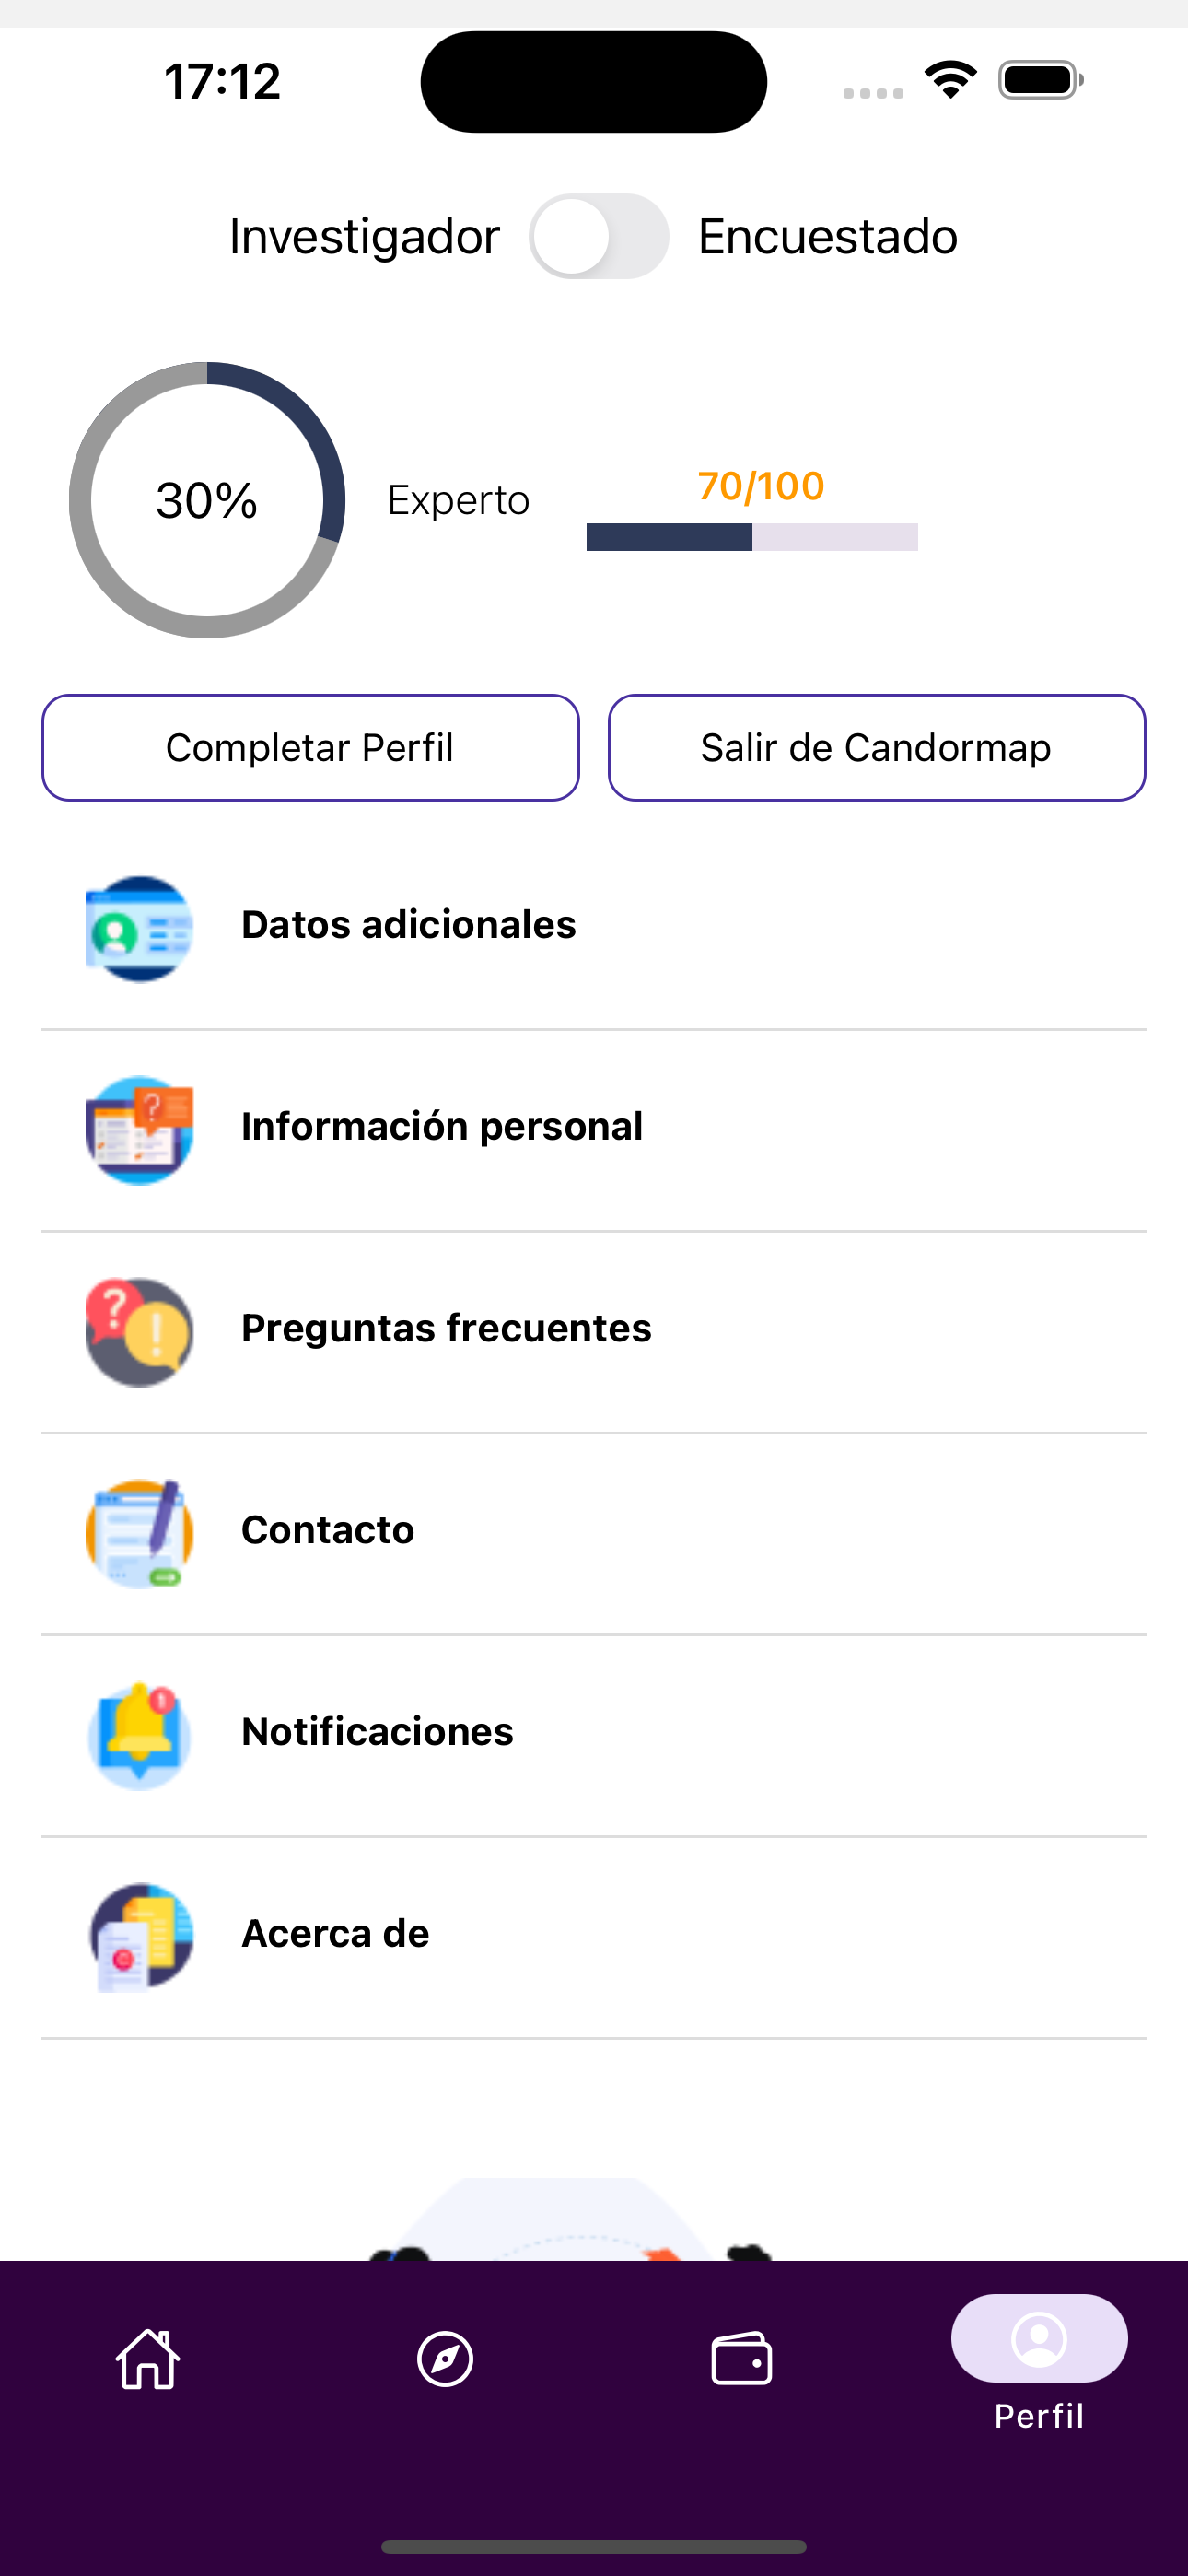 17:12
Investigador Encuestado
30%
Experto
70/100
Completar Perfil
Salir de Candormap
Datos adicionales
Información personal
Preguntas frecuentes
Contacto
Notificaciones
Acerca de
Perfil